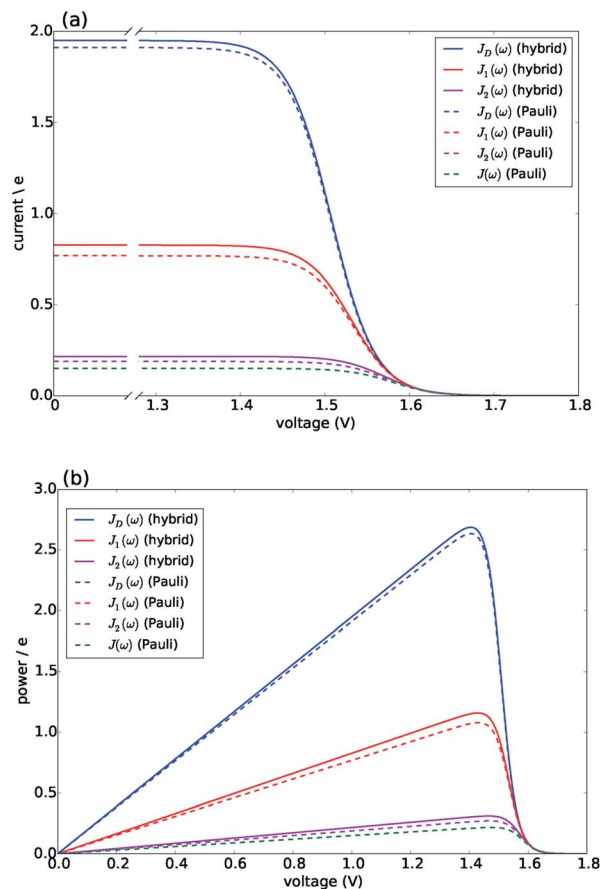 (a)
2.0
1.5
1.0
0.5
0.0
current \ e
J_D(ω) (hybrid)
J_1(ω) (hybrid)
J_2(ω) (hybrid)
J_D(ω) (Pauli)
J_1(ω) (Pauli)
J_2(ω) (Pauli)
J(ω) (Pauli)
0 1.3 1.4 1.5 1.6 1.7 1.8
voltage (V)
(b)
3.0
2.5
2.0
1.5
1.0
0.5
0.0
power / e
J_D(ω) (hybrid)
J_1(ω) (hybrid)
J_2(ω) (hybrid)
J_D(ω) (Pauli)
J_1(ω) (Pauli)
J_2(ω) (Pauli)
J(ω) (Pauli)
0.0 0.2 0.4 0.6 0.8 1.0 1.2 1.4 1.6 1.8
voltage (V)